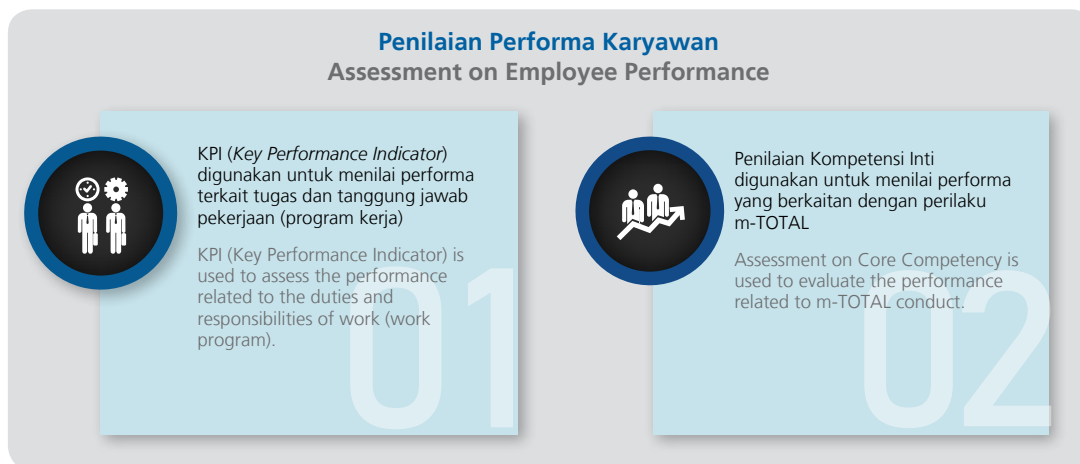 Penilaian Performa Karyawan
Assessment on Employee Performance
KPI (Key Performance Indicator)
digunakan untuk menilai performa
terkait tugas dan tanggung jawab
pekerjaan (program kerja)
KPI (Key Performance Indicator) is
used to assess the performance
related to the duties and
responsibilities of work (work
program).
01
Penilaian Kompetensi Inti
digunakan untuk menilai performa
yang berkaitan dengan perilaku
m-TOTAL
Assessment on Core Competency is
used to evaluate the performance
related to m-TOTAL conduct.
02